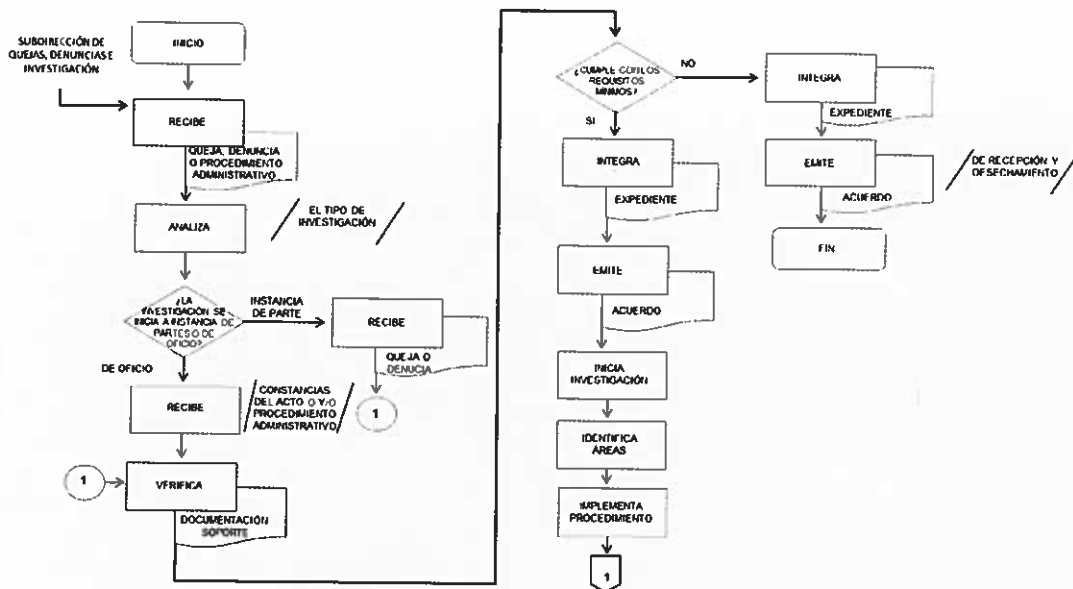 SUBDIRECCIÓN DE
QUEJAS, DENUNCIAS E
INVESTIGACIÓN
INICIO
RECIBE
QUEJA, DENUNCIA
O PROCEDIMIENTO
ADMINISTRATIVO
ANALIZA
EL TIPO DE
INVESTIGACIÓN
¿LA
INVESTIGACIÓN SE
INICIA A INSTANCIA DE
PARTES O DE
OFICIO?
INSTANCIA
DE PARTE
RECIBE
QUEJA O
DENUCIA
1
DE OFICIO
RECIBE
CONSTANCIAS
DEL ACTO O Y/O
PROCEDIMIENTO
ADMINISTRATIVO
1
VERIFICA
DOCUMENTACIÓN
SOPORTE
¿CUMPLE CON LOS
REQUISITOS
MINIMOS?
NO
INTEGRA
EXPEDIENTE
EMITE
ACUERDO
DE RECEPCIÓN Y
DESECHAMIENTO
FIN
SI
INTEGRA
EXPEDIENTE
EMITE
ACUERDO
INICIA
INVESTIGACIÓN
IDENTIFICA
ÁREAS
IMPLEMENTA
PROCEDIMIENTO
1